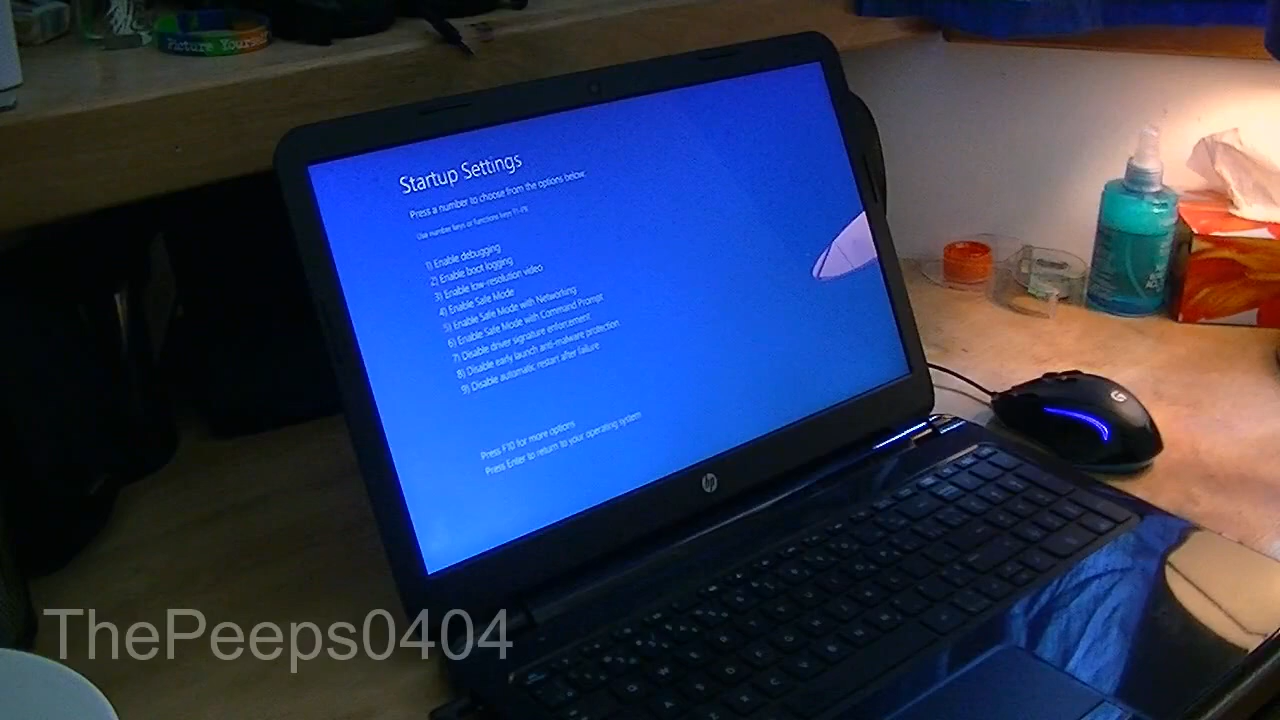 Picture Yourself
Startup Settings
Press a number to choose from the options below:
Use number keys or functions keys F1-F9.
1) Enable debugging
2) Enable boot logging
3) Enable low-resolution video
4) Enable Safe Mode
5) Enable Safe Mode with Networking
6) Enable Safe Mode with Command Prompt
7) Disable driver signature enforcement
8) Disable early launch anti-malware protection
9) Disable automatic restart after failure
Press F10 for more options
Press Enter to return to your operating system
hp
G
ThePeeps0404